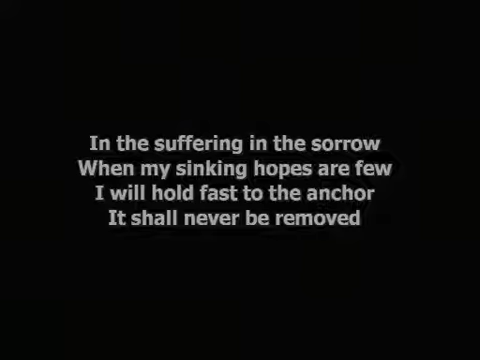 In the suffering in the sorrow
When my sinking hopes are few
I will hold fast to the anchor
It shall never be removed